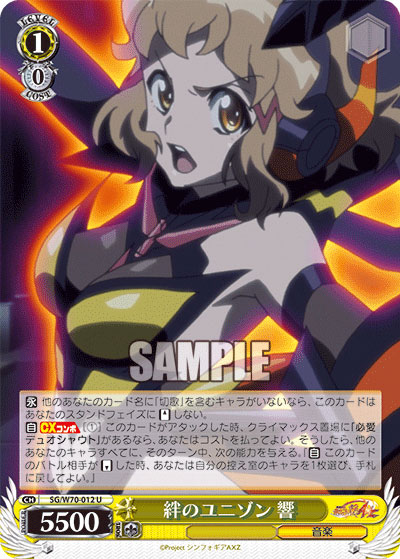 LEVEL
1
0
COST
SAMPLE
永 他のあなたのカード名に「切歌」を含むキャラがいないなら、このカードは
あなたのスタンドフェイズに【↑】しない。
自 CXコンボ [(1)] このカードがアタックした時、クライマックス置場に「必愛
デュオシャウト」があるなら、あなたはコストを払ってよい。そうしたら、他の
あなたのキャラすべてに、そのターン中、次の能力を与える。『自 このカード
のバトル相手が【↓】した時、あなたは自分の控え室のキャラを1枚選び、手札
に戻してよい。』
CH SG/W70-012 U
5500
絆のユニゾン 響
音楽
©Project シンフォギアAXZ